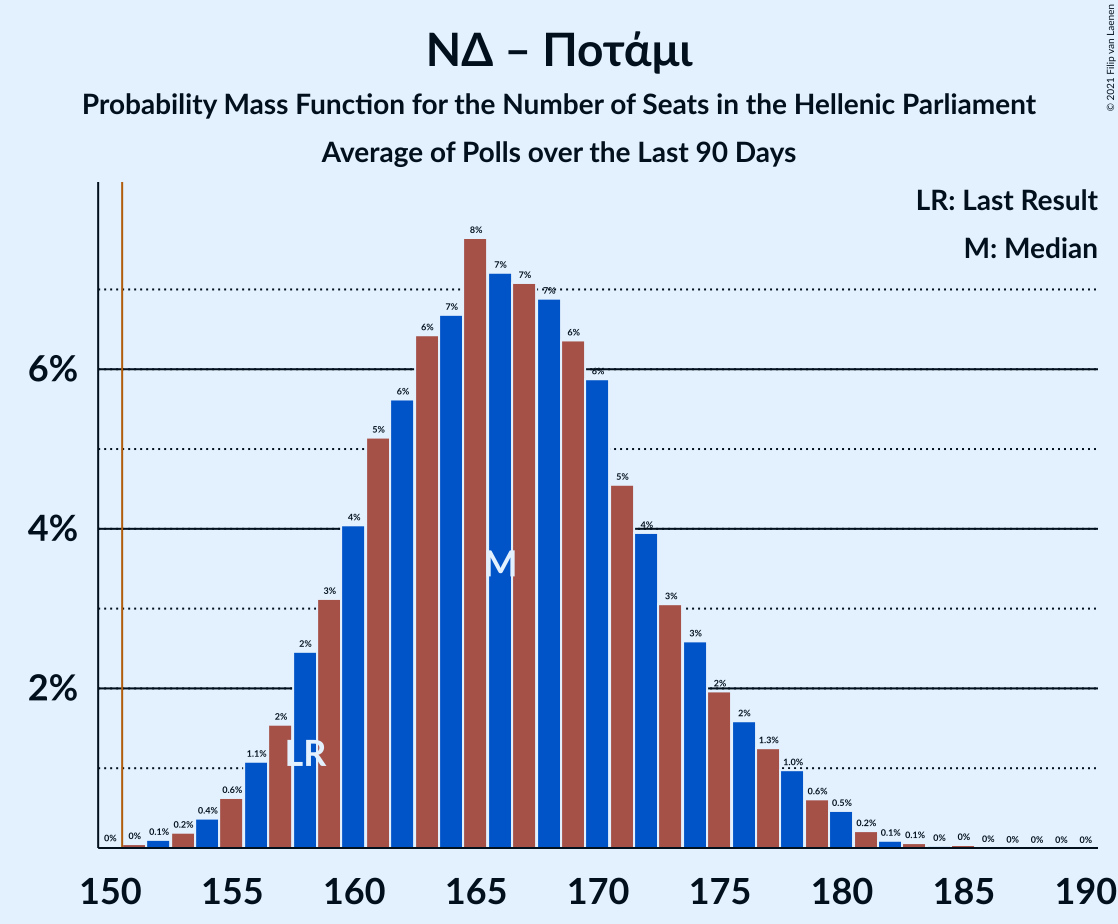 ΝΔ – Ποτάμι
Probability Mass Function for the Number of Seats in the Hellenic Parliament
Average of Polls over the Last 90 Days
© 2021 Filip van Laenen
LR: Last Result
M: Median
6%
4%
2%
0% 0% 0.1% 0.2% 0.4% 0.6% 1.1% 2% 2% 3% 4% 5% 6% 6% 7% 8% 7% 7% 7% 6% 6% 5% 4% 3% 3% 2% 2% 1.3% 1.0% 0.6% 0.5% 0.2% 0.1% 0.1% 0% 0% 0% 0% 0% 0% 0%
M
LR
150 155 160 165 170 175 180 185 190